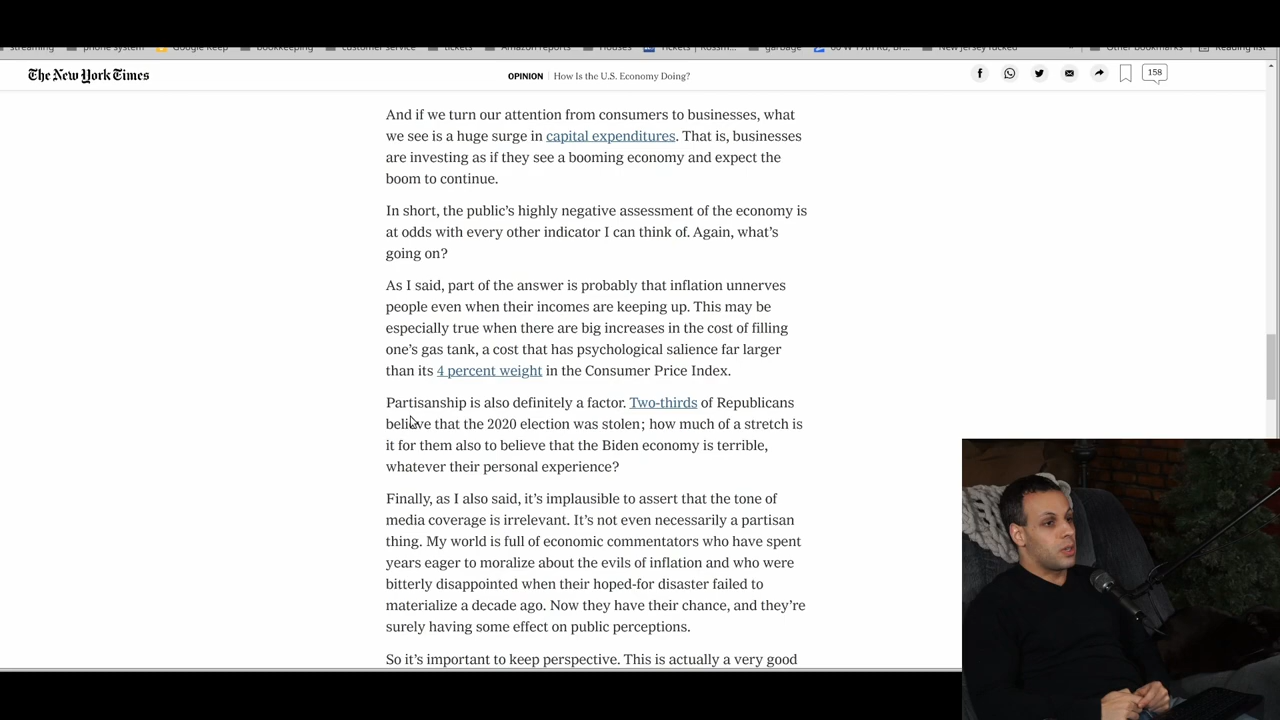 streaming phone system Google Keep bookkeeping customer service tickets Amazon reports Houses Tickets | Rossm... garbage New Jersey fucked » Other bookmarks Reading list
The New York Times
OPINION | How Is the U.S. Economy Doing?
158
And if we turn our attention from consumers to businesses, what
we see is a huge surge in capital expenditures. That is, businesses
are investing as if they see a booming economy and expect the
boom to continue.
In short, the public's highly negative assessment of the economy is
at odds with every other indicator I can think of. Again, what's
going on?
As I said, part of the answer is probably that inflation unnerves
people even when their incomes are keeping up. This may be
especially true when there are big increases in the cost of filling
one's gas tank, a cost that has psychological salience far larger
than its 4 percent weight in the Consumer Price Index.
Partisanship is also definitely a factor. Two-thirds of Republicans
believe that the 2020 election was stolen; how much of a stretch is
it for them also to believe that the Biden economy is terrible,
whatever their personal experience?
Finally, as I also said, it's implausible to assert that the tone of
media coverage is irrelevant. It's not even necessarily a partisan
thing. My world is full of economic commentators who have spent
years eager to moralize about the evils of inflation and who were
bitterly disappointed when their hoped-for disaster failed to
materialize a decade ago. Now they have their chance, and they're
surely having some effect on public perceptions.
So it's important to keep perspective. This is actually a very good